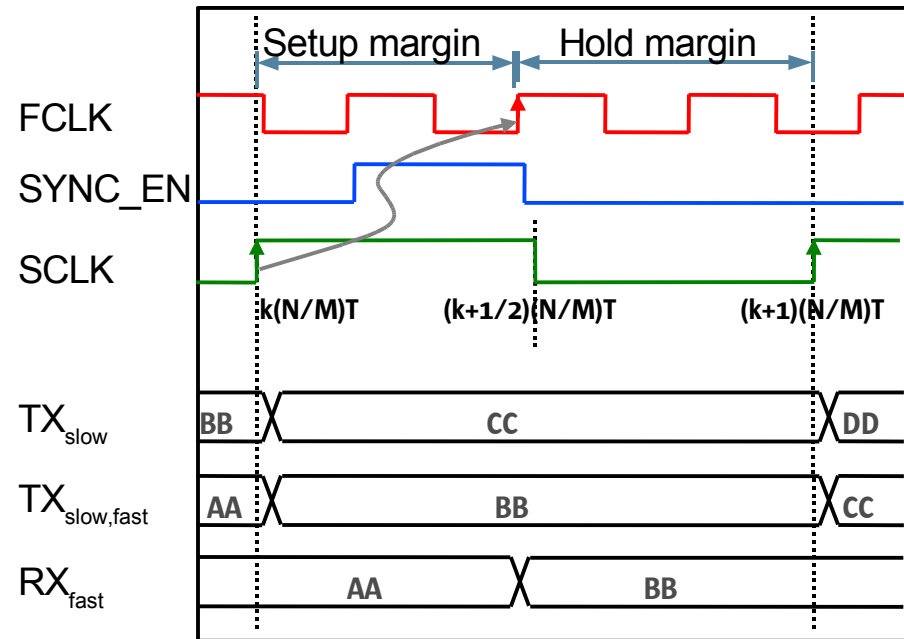 Setup margin Hold margin
FCLK
SYNC_EN
SCLK
k(N/M)T (k+1/2)(N/M)T (k+1)(N/M)T
TXslow BB CC DD
TXslow,fast AA BB CC
RXfast AA BB